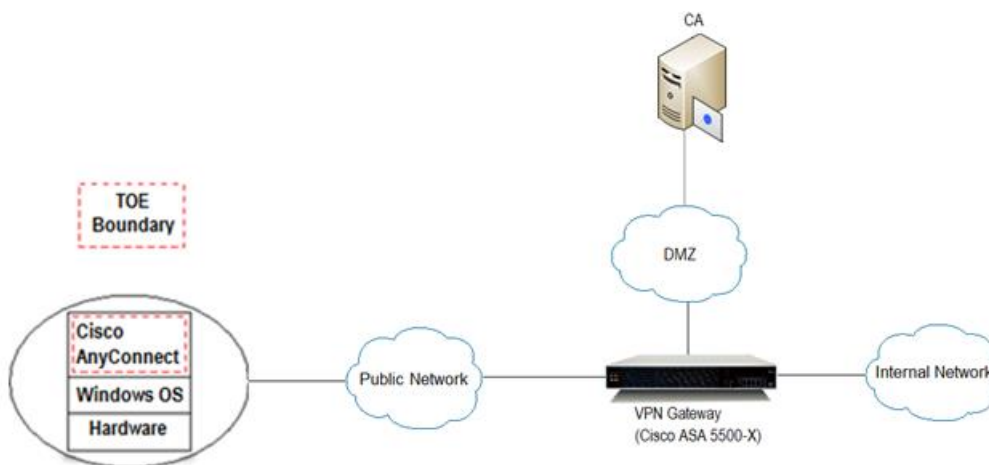 CA
TOE
Boundary
DMZ
Cisco
AnyConnect
Windows OS
Hardware
Public Network
VPN Gateway
(Cisco ASA 5500-X)
Internal Network